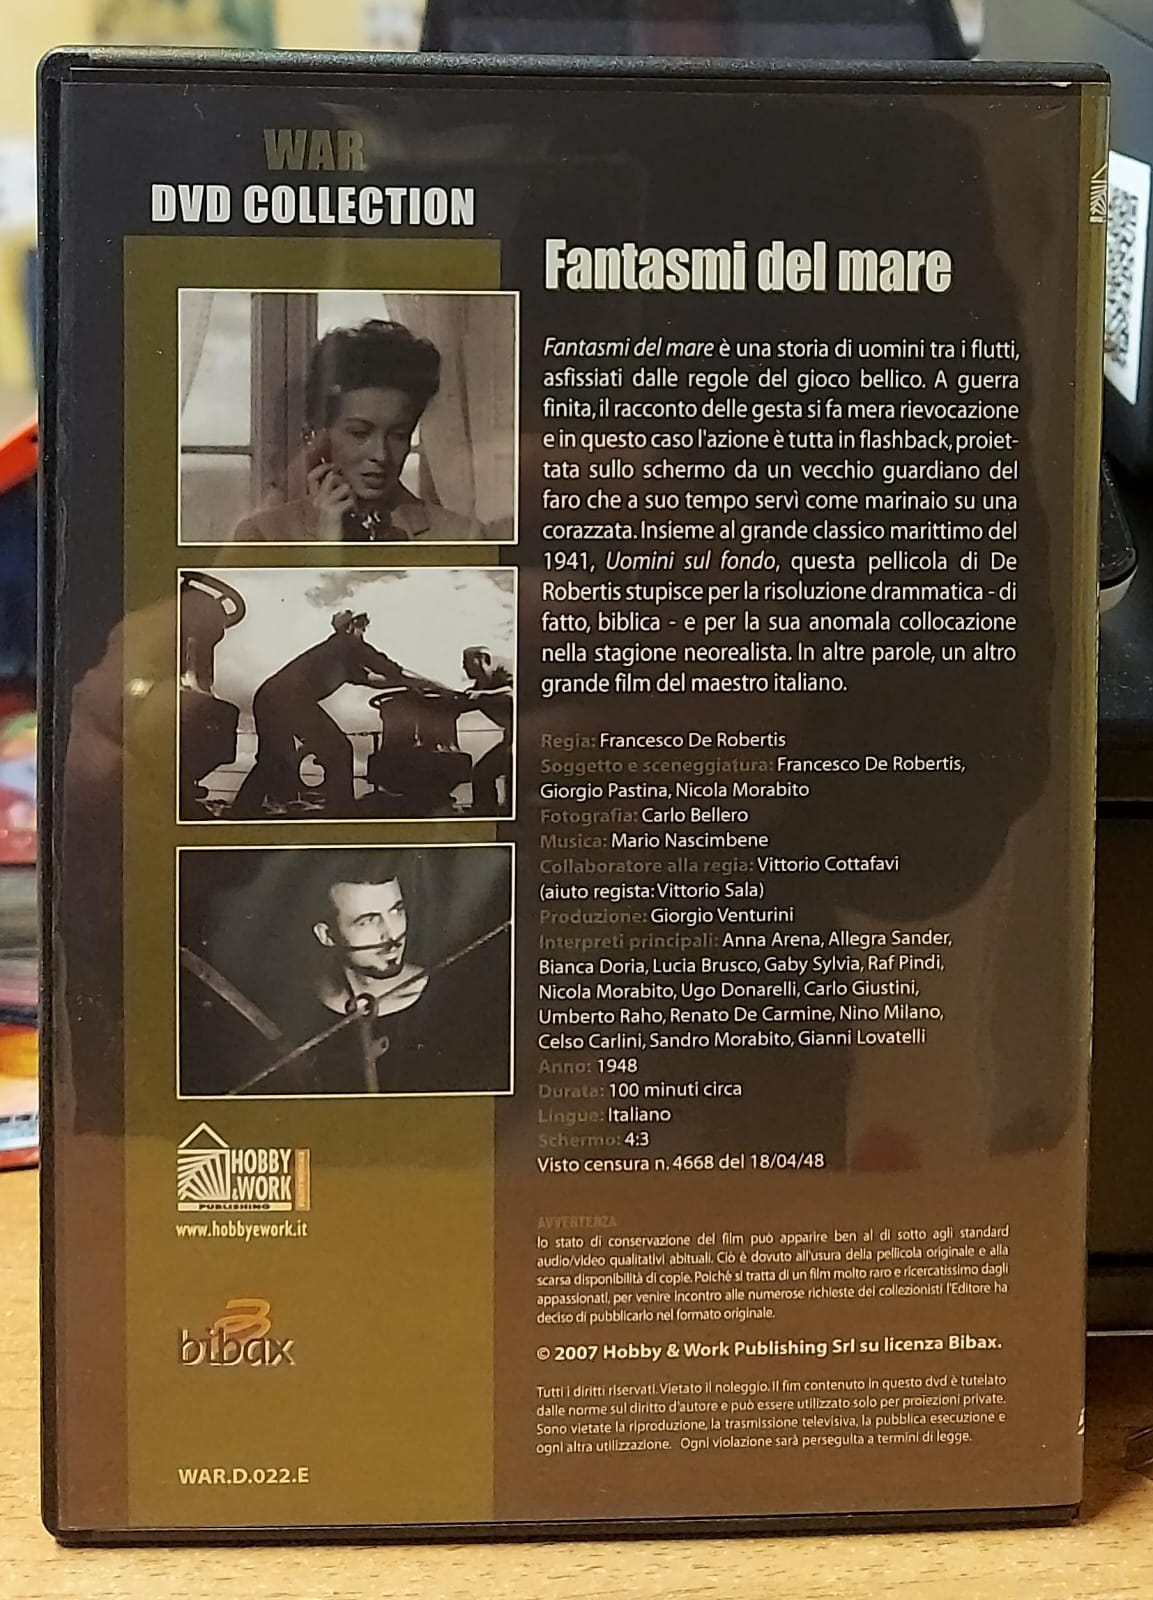 WAR
DVD COLLECTION
Fantasmi del mare
Fantasmi del mare è una storia di uomini tra i flutti,
asfissiati dalle regole del gioco bellico. A guerra
finita, il racconto delle gesta si fa mera rievocazione
e in questo caso l'azione è tutta in flashback, proiet-
tata sullo schermo da un vecchio guardiano del
faro che a suo tempo servì come marinaio su una
corazzata. Insieme al grande classico marittimo del
1941, Uomini sul fondo, questa pellicola di De
Robertis stupisce per la risoluzione drammatica - di
fatto, biblica - e per la sua anomala collocazione
nella stagione neorealista. In altre parole, un altro
grande film del maestro italiano.
Regia: Francesco De Robertis
Soggetto e sceneggiatura: Francesco De Robertis,
Giorgio Pastina, Nicola Morabito
Fotografia: Carlo Bellero
Musica: Mario Nascimbene
Collaboratore alla regia: Vittorio Cottafavi
(aiuto regista: Vittorio Sala)
Produzione: Giorgio Venturini
Interpreti principali: Anna Arena, Allegra Sander,
Bianca Doria, Lucia Brusco, Gaby Sylvia, Raf Pindi,
Nicola Morabito, Ugo Donarelli, Carlo Giustini,
Umberto Raho, Renato De Carmine, Nino Milano,
Celso Carlini, Sandro Morabito, Gianni Lovatelli
Anno: 1948
Durata: 100 minuti circa
Lingue: Italiano
Schermo: 4:3
Visto censura n. 4668 del 18/04/48
AVVERTENZA
lo stato di conservazione del film può apparire ben al di sotto agli standard
audio/video qualitativi abituali. Ciò è dovuto all'usura della pellicola originale e alla
scarsa disponibilità di copie. Poiché si tratta di un film molto raro e ricercatissimo dagli
appassionati, per venire incontro alle numerose richieste dei collezionisti l'Editore ha
deciso di pubblicarlo nel formato originale.
© 2007 Hobby & Work Publishing Srl su licenza Bibax.
Tutti i diritti riservati. Vietato il noleggio. Il fim contenuto in questo dvd è tutelato
dalle norme sul diritto d'autore e può essere utilizzato solo per proiezioni private.
Sono vietate la riproduzione, la trasmissione televisiva, la pubblica esecuzione e
ogni altra utilizzazione. Ogni violazione sarà perseguita a termini di legge.
HOBBY
& WORK
PUBLISHING
www.hobbyework.it
bibax
WAR.D.022.E